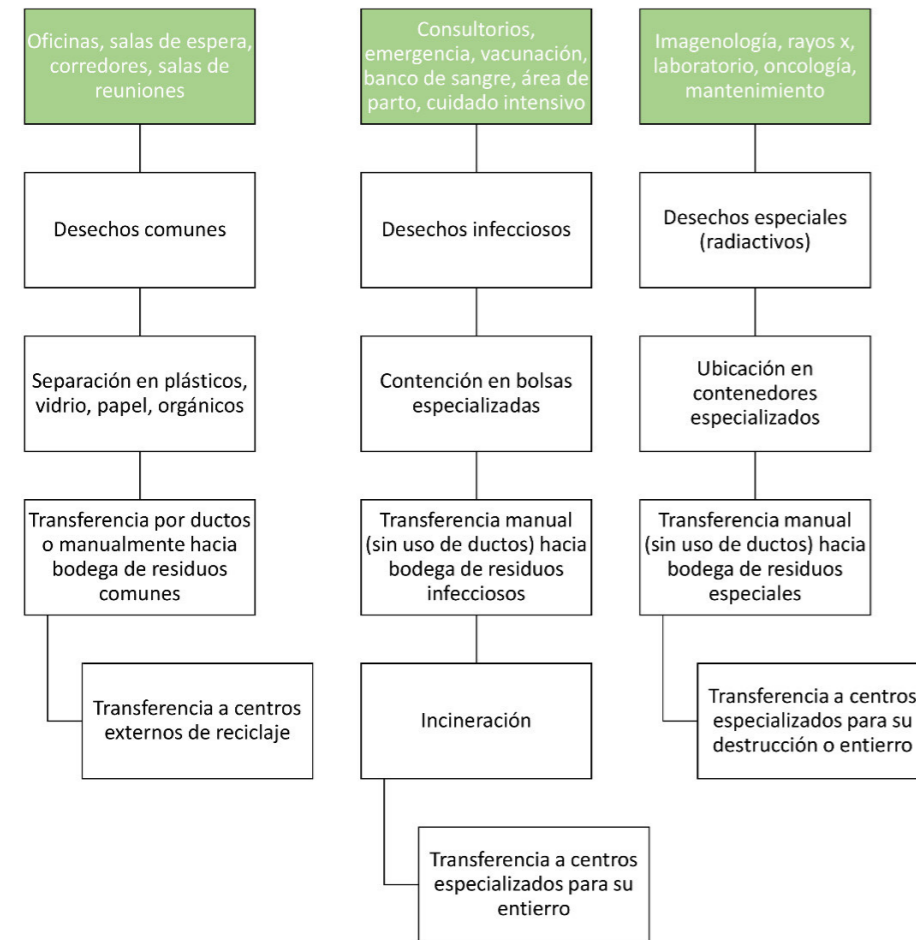 Oficinas, salas de espera,
corredores, salas de
reuniones
Desechos comunes
Separación en plásticos,
vidrio, papel, orgánicos
Transferencia por ductos
o manualmente hacia
bodega de residuos
comunes
Transferencia a centros
externos de reciclaje
Consultorios,
emergencia, vacunación,
banco de sangre, área de
parto, cuidado intensivo
Desechos infecciosos
Contención en bolsas
especializadas
Transferencia manual
(sin uso de ductos) hacia
bodega de residuos
infecciosos
Incineración
Transferencia a centros
especializados para su
entierro
Imagenología, rayos x,
laboratorio, oncología,
mantenimiento
Desechos especiales
(radiactivos)
Ubicación en
contenedores
especializados
Transferencia manual
(sin uso de ductos) hacia
bodega de residuos
especiales
Transferencia a centros
especializados para su
destrucción o entierro